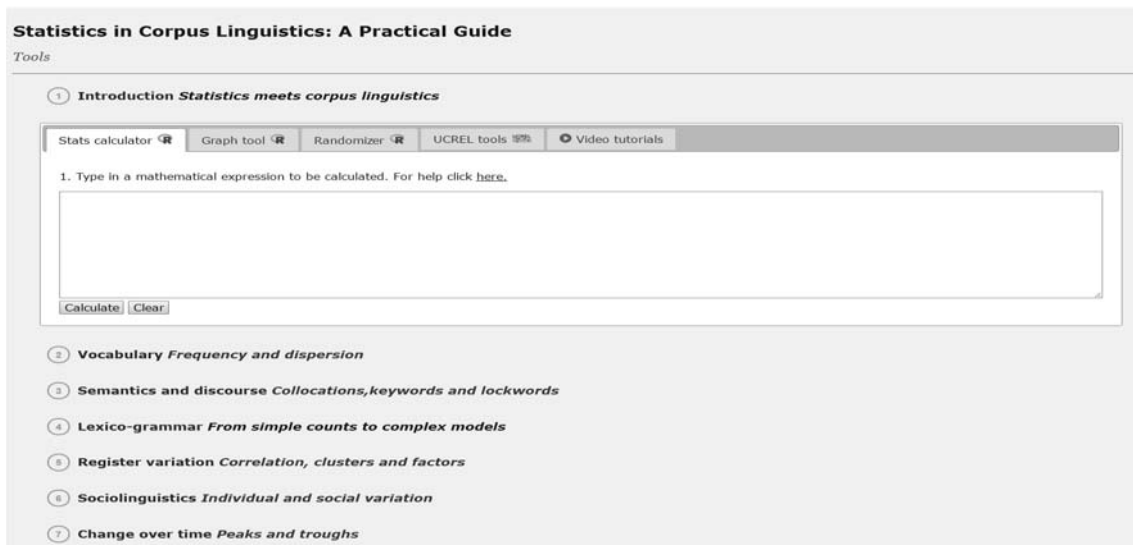 Statistics in Corpus Linguistics: A Practical Guide
Tools
1 Introduction Statistics meets corpus linguistics
Stats calculator R Graph tool R Randomizer R UCREL tools Video tutorials
1. Type in a mathematical expression to be calculated. For help click here.
Calculate Clear
2 Vocabulary Frequency and dispersion
3 Semantics and discourse Collocations,keywords and lockwords
4 Lexico-grammar From simple counts to complex models
5 Register variation Correlation, clusters and factors
6 Sociolinguistics Individual and social variation
7 Change over time Peaks and troughs